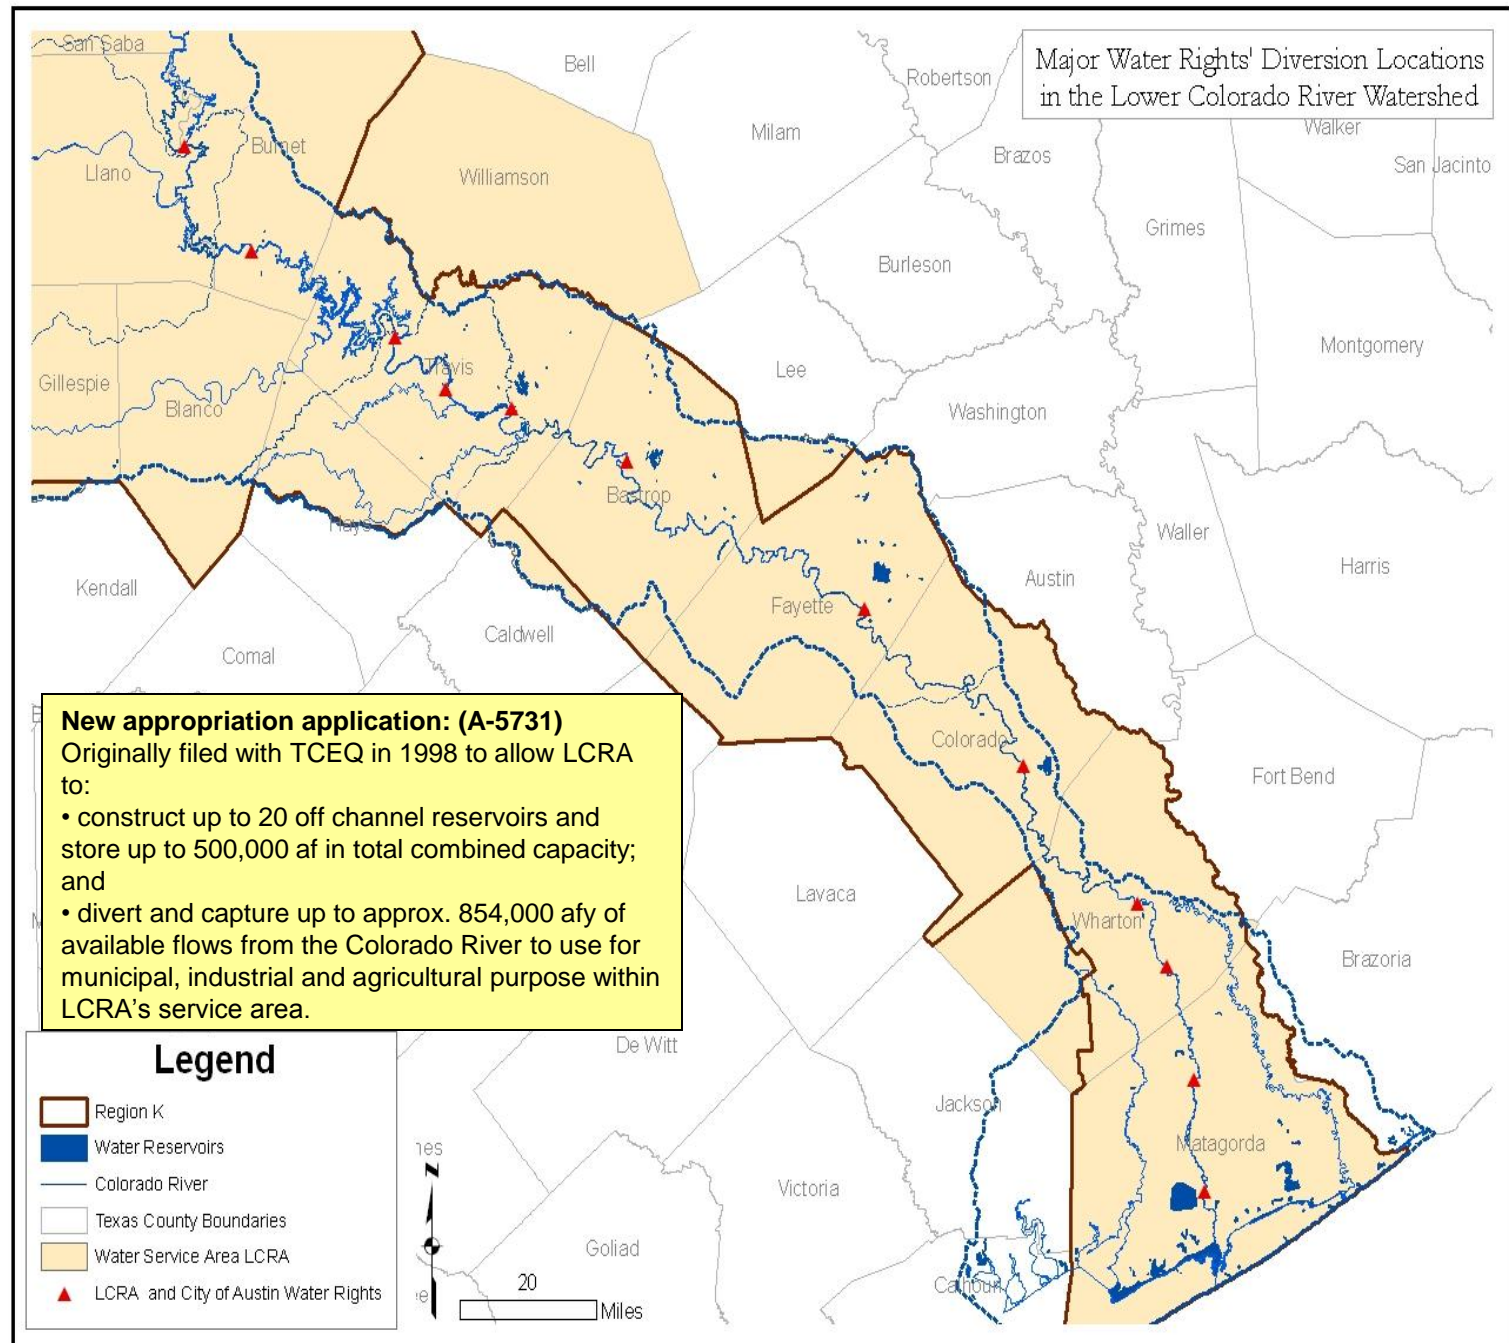 Major Water Rights' Diversion Locations
in the Lower Colorado River Watershed
San Saba
Bell
Robertson
Milam
Walker
Burnet
Brazos
San Jacinto
Llano
Williamson
Grimes
Burleson
Montgomery
Travis
Lee
Gillespie
Blanco
Washington
Bastrop
Hays
Waller
Harris
Kendall
Austin
Fayette
Caldwell
Comal
Colorado
Fort Bend
New appropriation application: (A-5731)
Originally filed with TCEQ in 1998 to allow LCRA
to:
• construct up to 20 off channel reservoirs and
store up to 500,000 af in total combined capacity;
and
• divert and capture up to approx. 854,000 afy of
available flows from the Colorado River to use for
municipal, industrial and agricultural purpose within
LCRA's service area.
Lavaca
Wharton
Brazoria
De Witt
Jackson
Matagorda
Victoria
Goliad
Calhoun
Legend
Region K
Water Reservoirs
Colorado River
Texas County Boundaries
Water Service Area LCRA
LCRA and City of Austin Water Rights
N
20
Miles